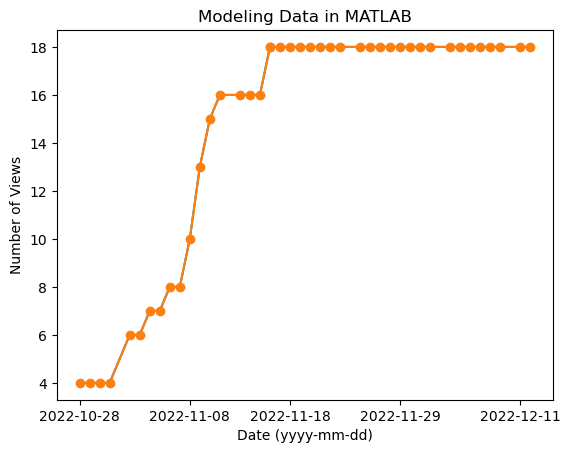 Modeling Data in MATLAB
Number of Views
18
16
14
12
10
8
6
4
2022-10-28 2022-11-08 2022-11-18 2022-11-29 2022-12-11
Date (yyyy-mm-dd)